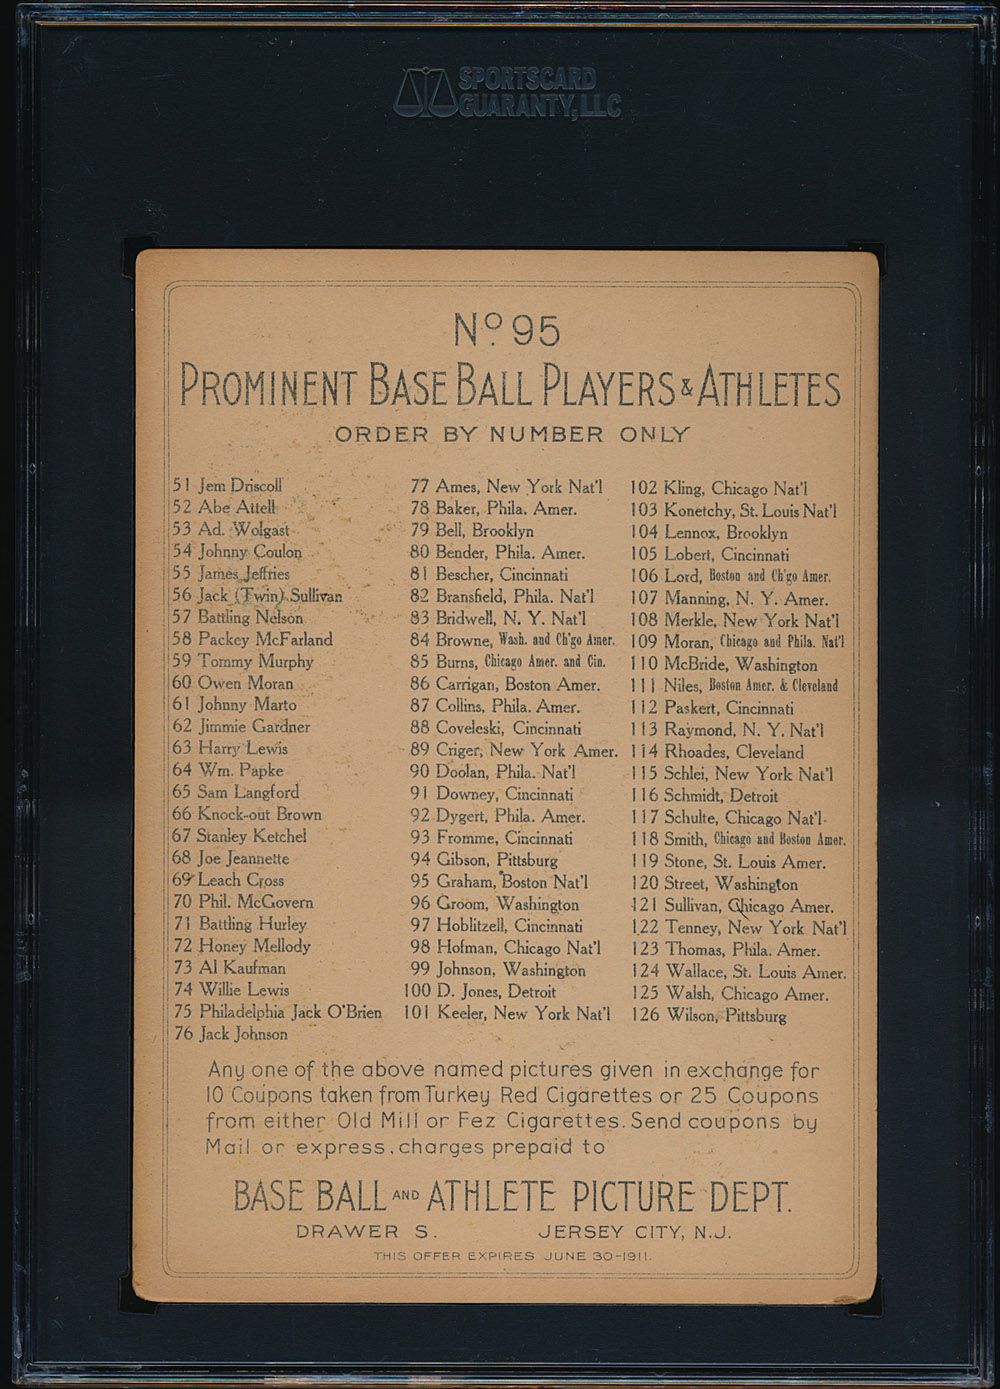 SPORTSCARD
GUARANTY, LLC
Nº 95
PROMINENT BASE BALL PLAYERS & ATHLETES
ORDER BY NUMBER ONLY
51 Jem Driscoll
52 Abe Attell
53 Ad. Wolgast
54 Johnny Coulon
55 James Jeffries
56 Jack (Twin) Sullivan
57 Battling Nelson
58 Packey McFarland
59 Tommy Murphy
60 Owen Moran
61 Johnny Marto
62 Jimmie Gardner
63 Harry Lewis
64 Wm. Papke
65 Sam Langford
66 Knock-out Brown
67 Stanley Ketchel
68 Joe Jeannette
69 Leach Cross
70 Phil. McGovern
71 Battling Hurley
72 Honey Mellody
73 Al Kaufman
74 Willie Lewis
75 Philadelphia Jack O'Brien
76 Jack Johnson
77 Ames, New York Nat'l
78 Baker, Phila. Amer.
79 Bell, Brooklyn
80 Bender, Phila. Amer.
81 Bescher, Cincinnati
82 Bransfield, Phila. Nat'l
83 Bridwell, N. Y. Nat'l
84 Browne, Wash. and Ch'go Amer.
85 Burns, Chicago Amer. and Cin.
86 Carrigan, Boston Amer.
87 Collins, Phila. Amer.
88 Coveleski, Cincinnati
89 Criger, New York Amer.
90 Doolan, Phila. Nat'l
91 Downey, Cincinnati
92 Dygert, Phila. Amer.
93 Fromme, Cincinnati
94 Gibson, Pittsburg
95 Graham, Boston Nat'l
96 Groom, Washington
97 Hoblitzell, Cincinnati
98 Hofman, Chicago Nat'l
99 Johnson, Washington
100 D. Jones, Detroit
101 Keeler, New York Nat'l
102 Kling, Chicago Nat'l
103 Konetchy, St. Louis Nat'l
104 Lennox, Brooklyn
105 Lobert, Cincinnati
106 Lord, Boston and Ch'go Amer.
107 Manning, N. Y. Amer.
108 Merkle, New York Nat'l
109 Moran, Chicago and Phila. Nat'l
110 McBride, Washington
111 Niles, Boston Amer. & Cleveland
112 Paskert, Cincinnati
113 Raymond, N. Y. Nat'l
114 Rhoades, Cleveland
115 Schlei, New York Nat'l
116 Schmidt, Detroit
117 Schulte, Chicago Nat'l
118 Smith, Chicago and Boston Amer.
119 Stone, St. Louis Amer.
120 Street, Washington
121 Sullivan, Chicago Amer.
122 Tenney, New York Nat'l
123 Thomas, Phila. Amer.
124 Wallace, St. Louis Amer.
125 Walsh, Chicago Amer.
126 Wilson, Pittsburg
Any one of the above named pictures given in exchange for
10 Coupons taken from Turkey Red Cigarettes or 25 Coupons
from either Old Mill or Fez Cigarettes. Send coupons by
Mail or express, charges prepaid to
BASE BALL AND ATHLETE PICTURE DEPT.
DRAWER S. JERSEY CITY, N.J.
THIS OFFER EXPIRES JUNE 30-1911.